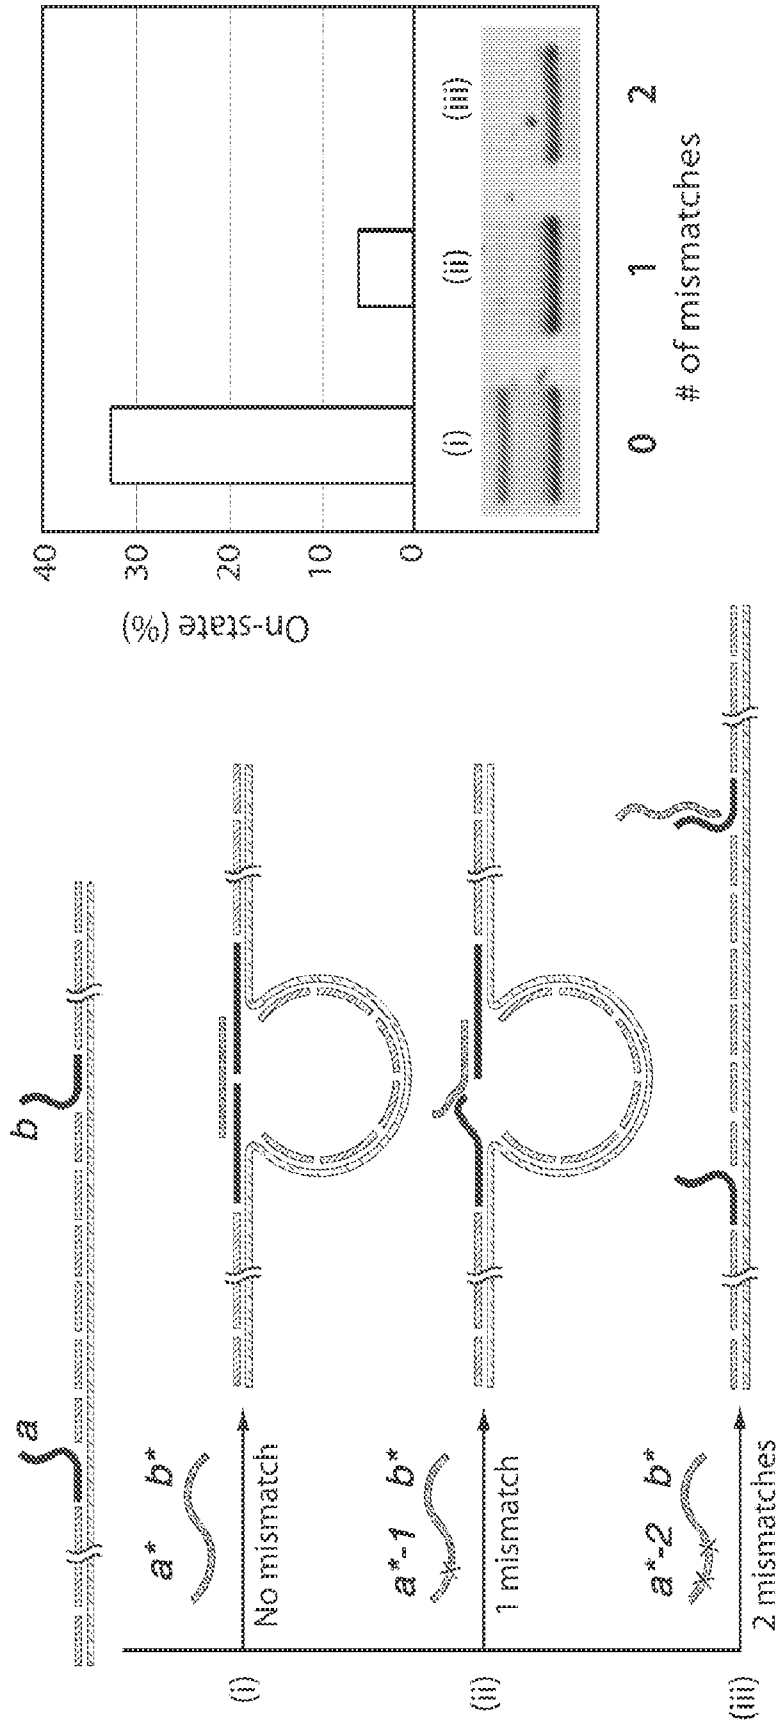 a
b
(i)
a* b*
No mismatch
(ii)
a*-1 b*
1 mismatch
(iii)
a*-2 b*
2 mismatches
On-state (%)
40
30
20
10
0
(i) (ii) (iii)
0 1 2
# of mismatches